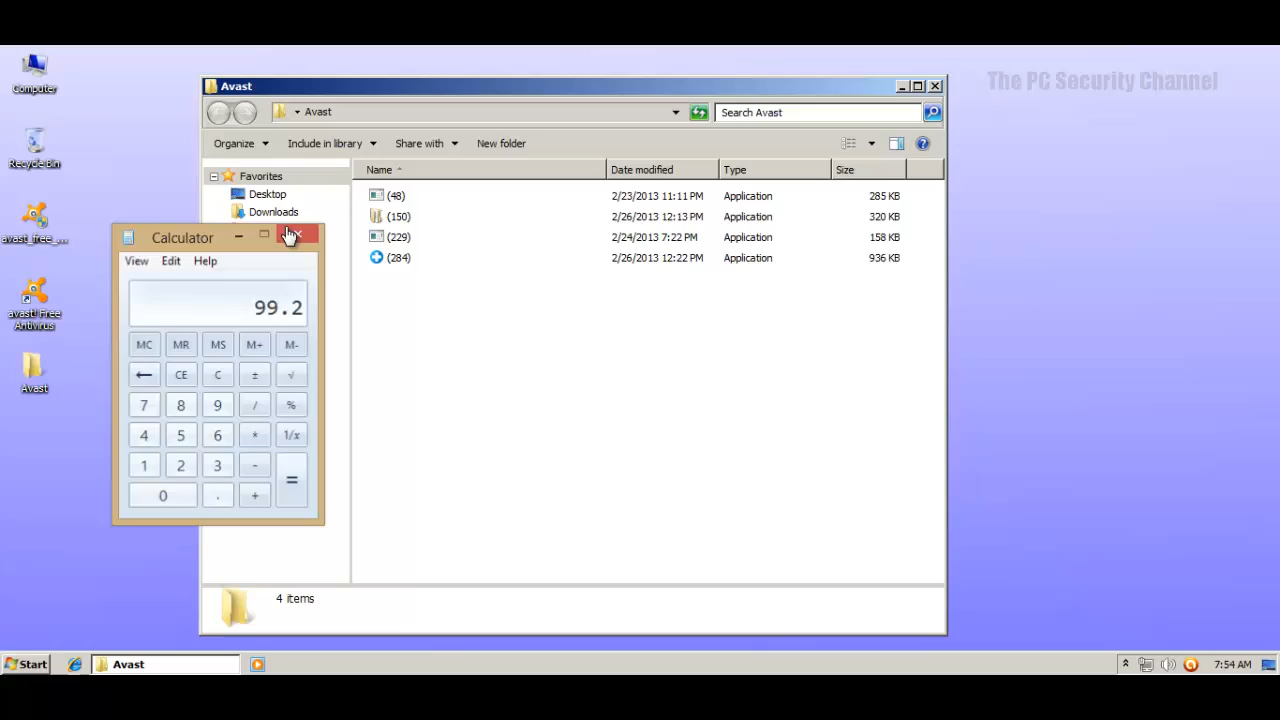 The PC Security Channel
Computer
Recycle Bin
avast_free_...
avast! Free
Antivirus
Avast
Avast
Avast
Search Avast
Organize
Include in library
Share with
New folder
Favorites
Desktop
Downloads
Name
Date modified
Type
Size
(48) 2/23/2013 11:11 PM Application 285 KB
(150) 2/26/2013 12:13 PM Application 320 KB
(229) 2/24/2013 7:22 PM Application 158 KB
(284) 2/26/2013 12:22 PM Application 936 KB
Calculator
View Edit Help
99.2
MC MR MS M+ M-
← CE C ± √
7 8 9 / %
4 5 6 * 1/x
1 2 3 - =
0 . +
4 items
Start
Avast
7:54 AM